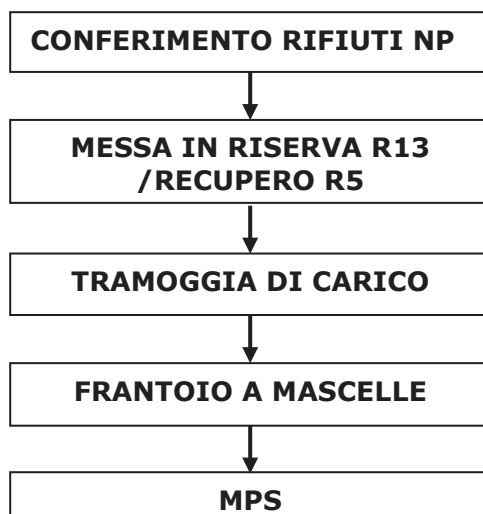 CONFERIMENTO RIFIUTI NP
MESSA IN RISERVA R13
/RECUPERO R5
TRAMOGGIA DI CARICO
FRANTOIO A MASCELLE
MPS